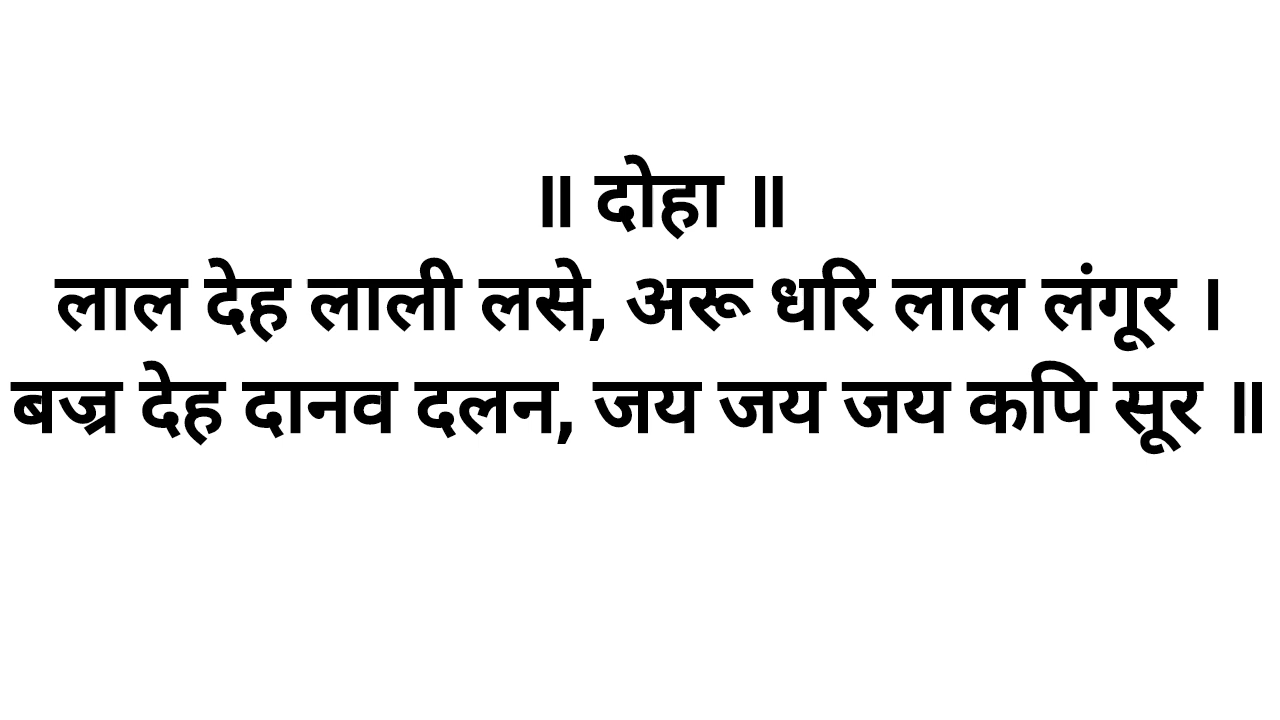 ॥ दोहा ॥
लाल देह लाली लसे, अरू धरि लाल लंगूर ।
बज्र देह दानव दलन, जय जय जय कपि सूर ॥